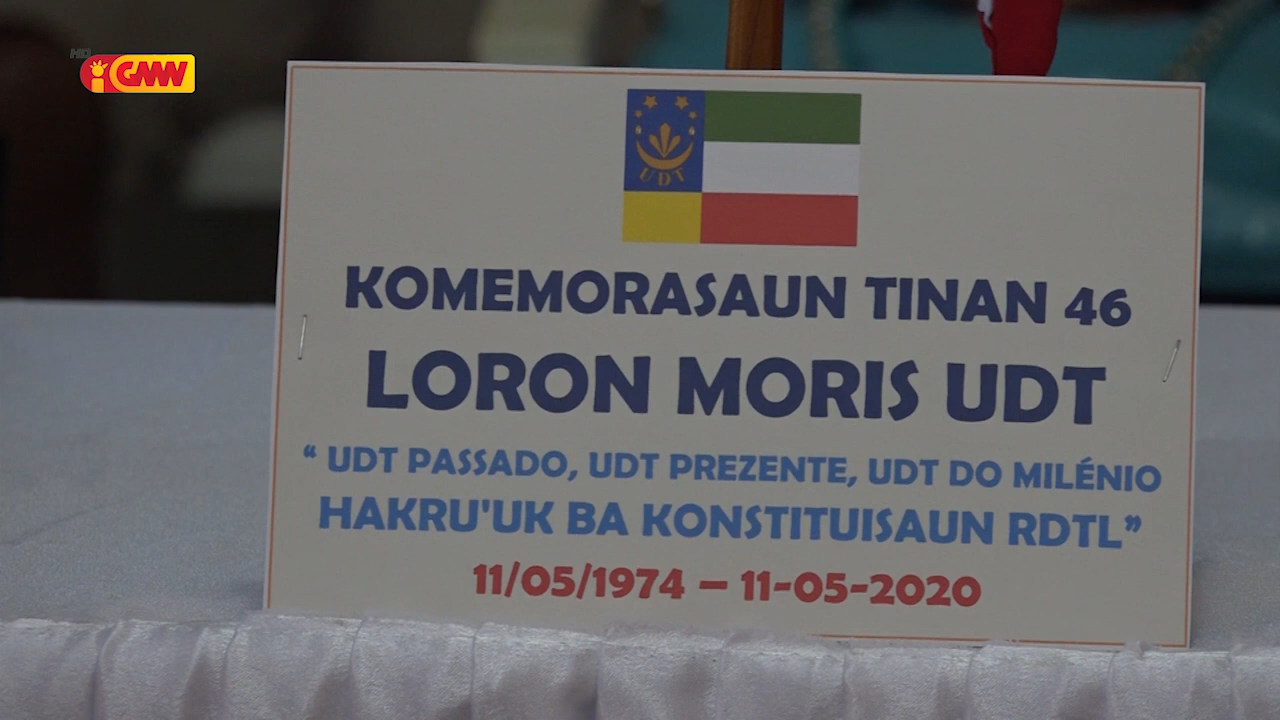 GMN
UDT
KOMEMORASAUN TINAN 46
LORON MORIS UDT
“ UDT PASSADO, UDT PREZENTE, UDT DO MILÉNIO
HAKRU'UK BA KONSTITUISAUN RDTL”
11/05/1974 – 11-05-2020